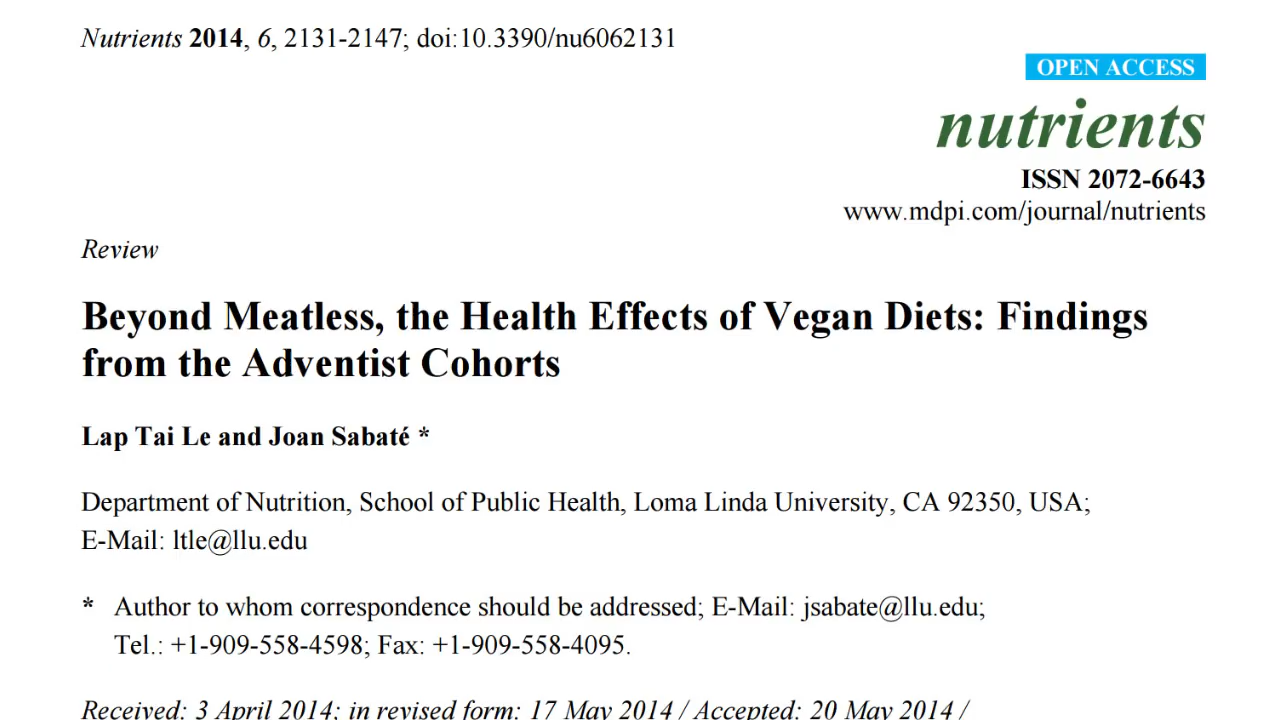 Nutrients 2014, 6, 2131-2147; doi:10.3390/nu6062131
OPEN ACCESS
nutrients
ISSN 2072-6643
www.mdpi.com/journal/nutrients
Review
Beyond Meatless, the Health Effects of Vegan Diets: Findings
from the Adventist Cohorts
Lap Tai Le and Joan Sabaté *
Department of Nutrition, School of Public Health, Loma Linda University, CA 92350, USA;
E-Mail: ltle@llu.edu
* Author to whom correspondence should be addressed; E-Mail: jsabate@llu.edu;
Tel.: +1-909-558-4598; Fax: +1-909-558-4095.
Received: 3 April 2014; in revised form: 17 May 2014 / Accepted: 20 May 2014 /